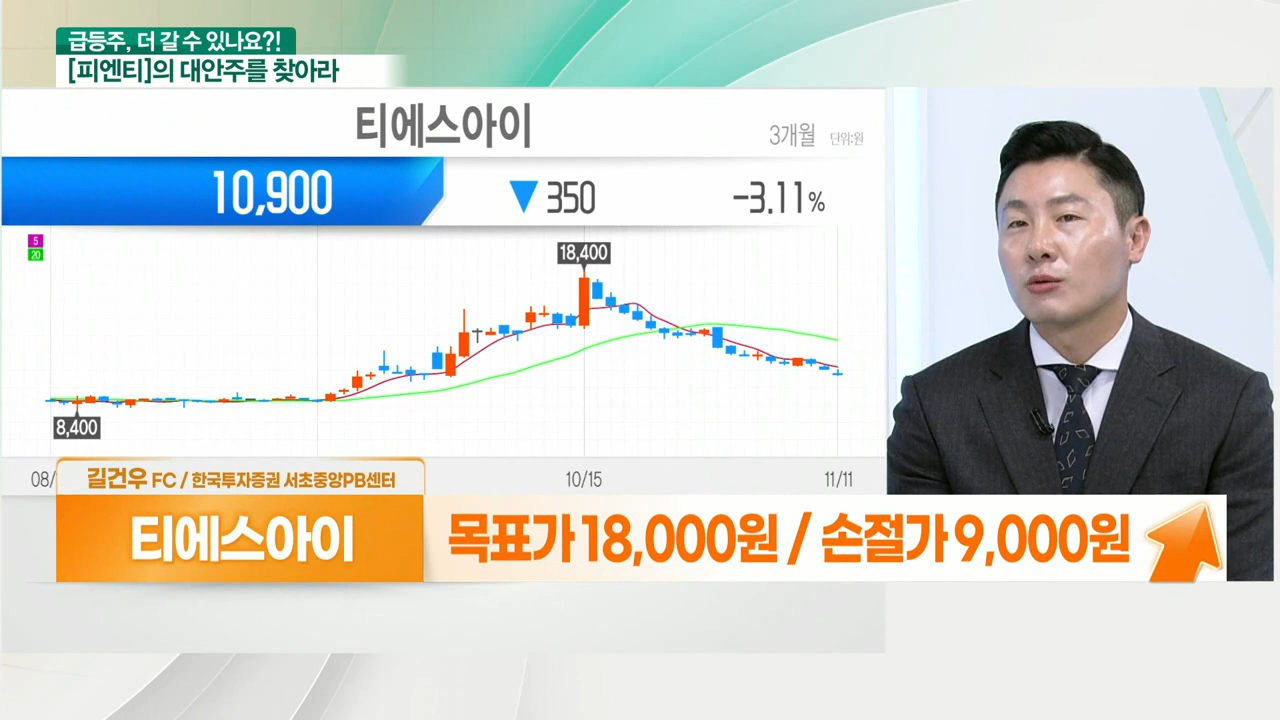 급등주, 더 갈 수 있나요?!
[피엔티]의 대안주를 찾아라
티에스아이
3개월 단위:원
10,900 ▼350 -3.11%
5
20
18,400
8,400
08/
10/15
11/11
길건우 FC / 한국투자증권 서초중앙PB센터
티에스아이
목표가 18,000원 / 손절가 9,000원